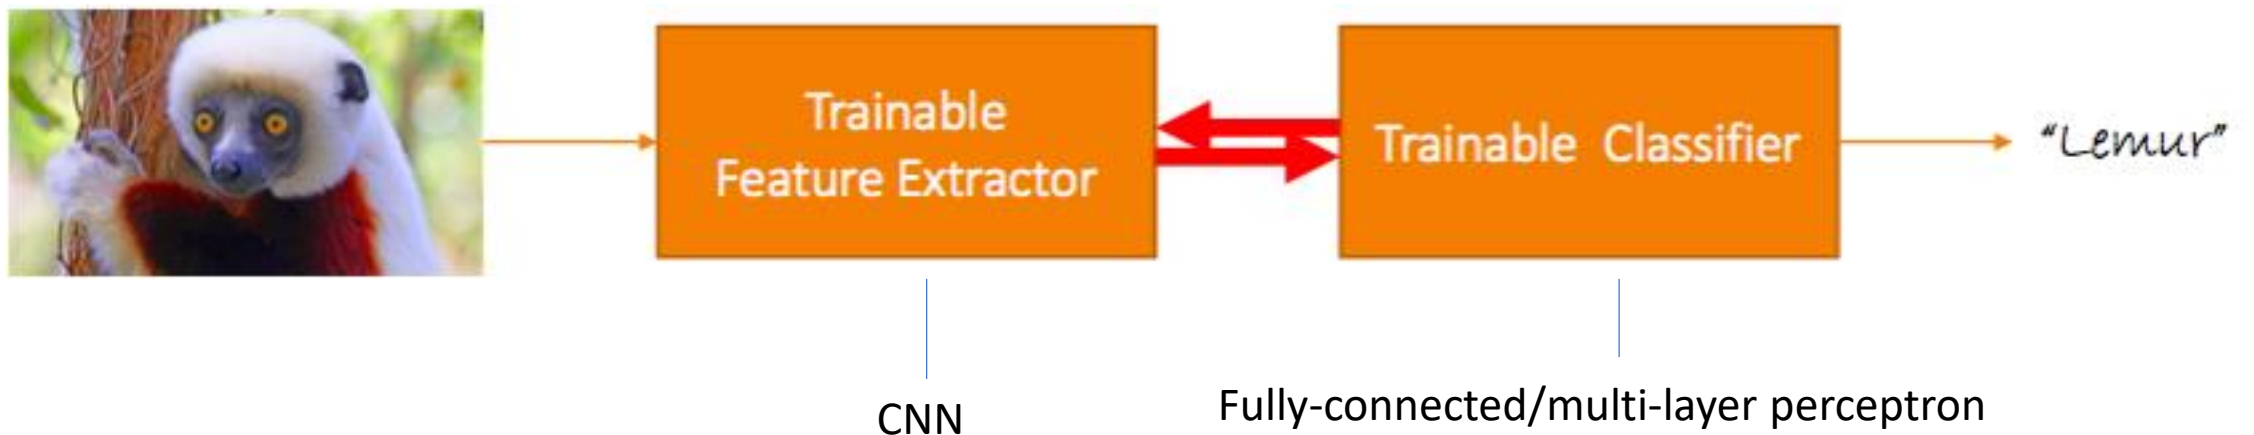 Trainable
Feature Extractor
Trainable Classifier
“Lemur”
CNN
Fully-connected/multi-layer perceptron